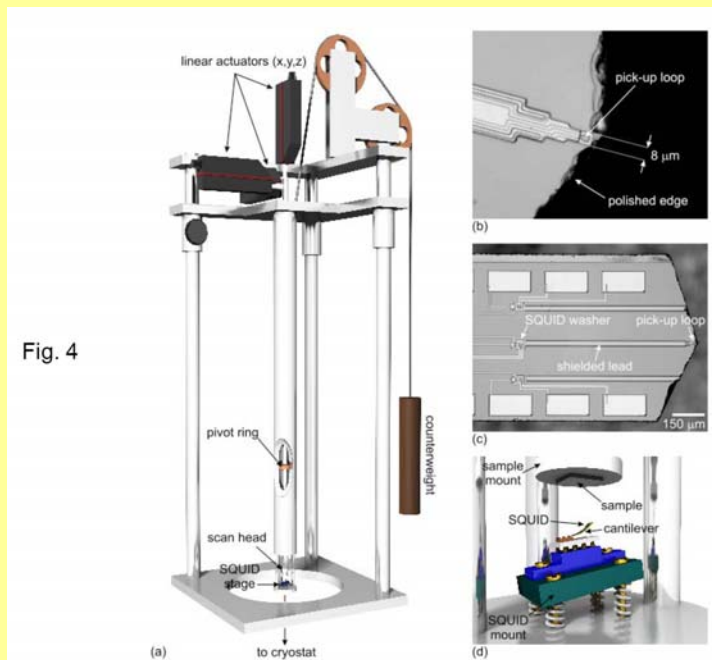 Fig. 4
linear actuators (x,y,z)
pivot ring
counterweight
scan head
SQUID
stage
(a)
to cryostat
pick-up loop
8 μm
polished edge
(b)
SQUID washer
pick-up loop
shielded lead
150 μm
(c)
sample
mount
sample
SQUID
cantilever
SQUID
mount
(d)